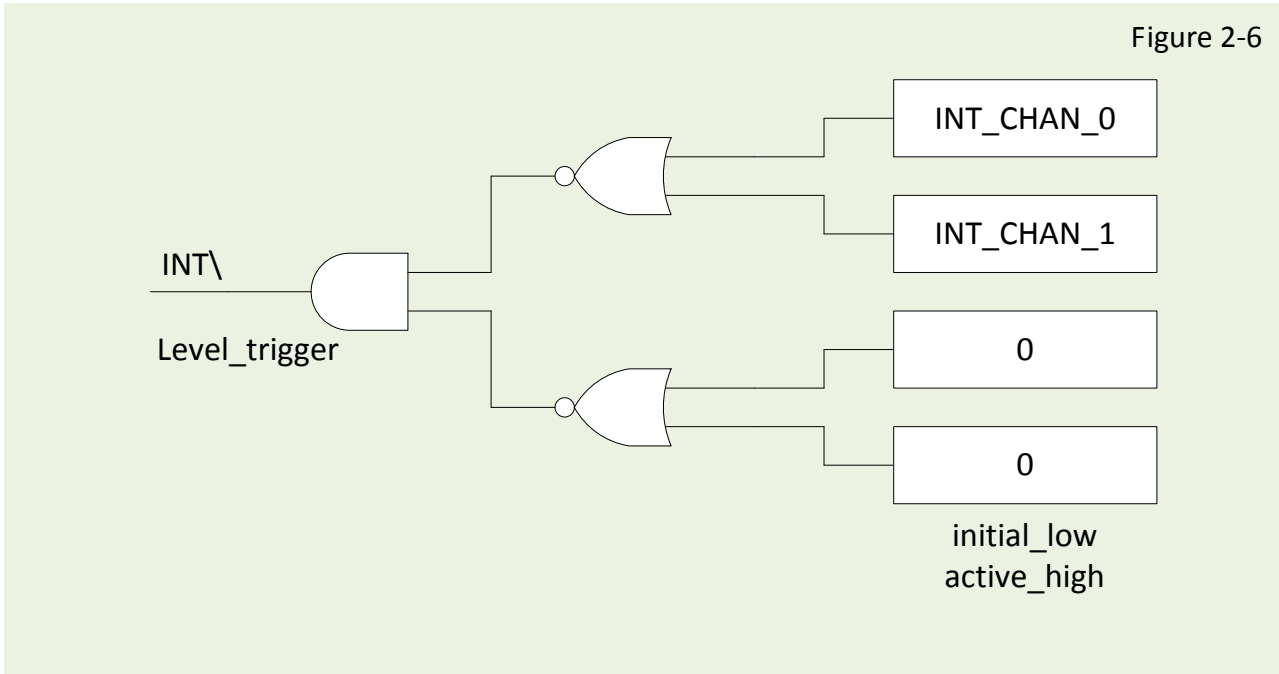 Figure 2-6
INT_CHAN_0
INT_CHAN_1
INT\
Level_trigger
0
0
initial_low
active_high